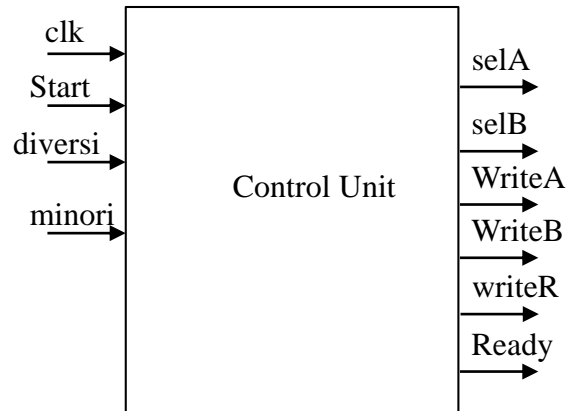 clk
Start
diversi
minori
Control Unit
selA
selB
WriteA
WriteB
writeR
Ready